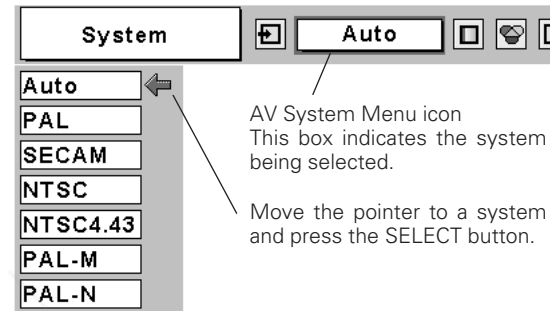 System
Auto
Auto
PAL
SECAM
NTSC
NTSC4.43
PAL-M
PAL-N
AV System Menu icon
This box indicates the system
being selected.
Move the pointer to a system
and press the SELECT button.